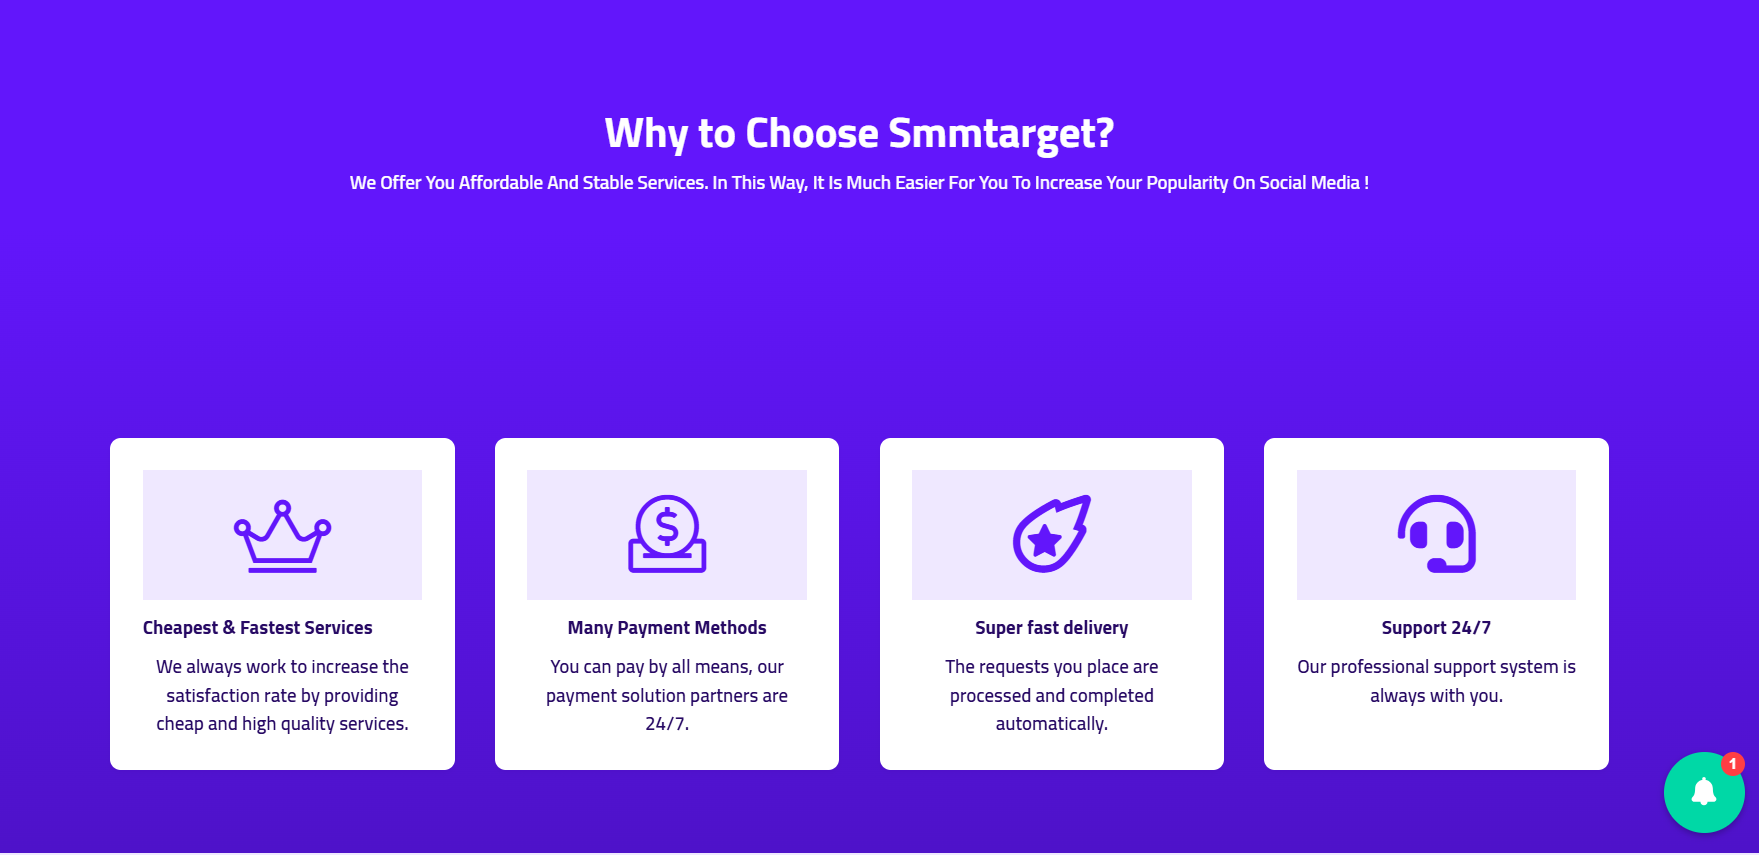 Why to Choose Smmtarget?
We Offer You Affordable And Stable Services. In This Way, It Is Much Easier For You To Increase Your Popularity On Social Media !
Cheapest & Fastest Services
We always work to increase the
satisfaction rate by providing
cheap and high quality services.
Many Payment Methods
You can pay by all means, our
payment solution partners are
24/7.
Super fast delivery
The requests you place are
processed and completed
automatically.
Support 24/7
Our professional support system is
always with you.
1